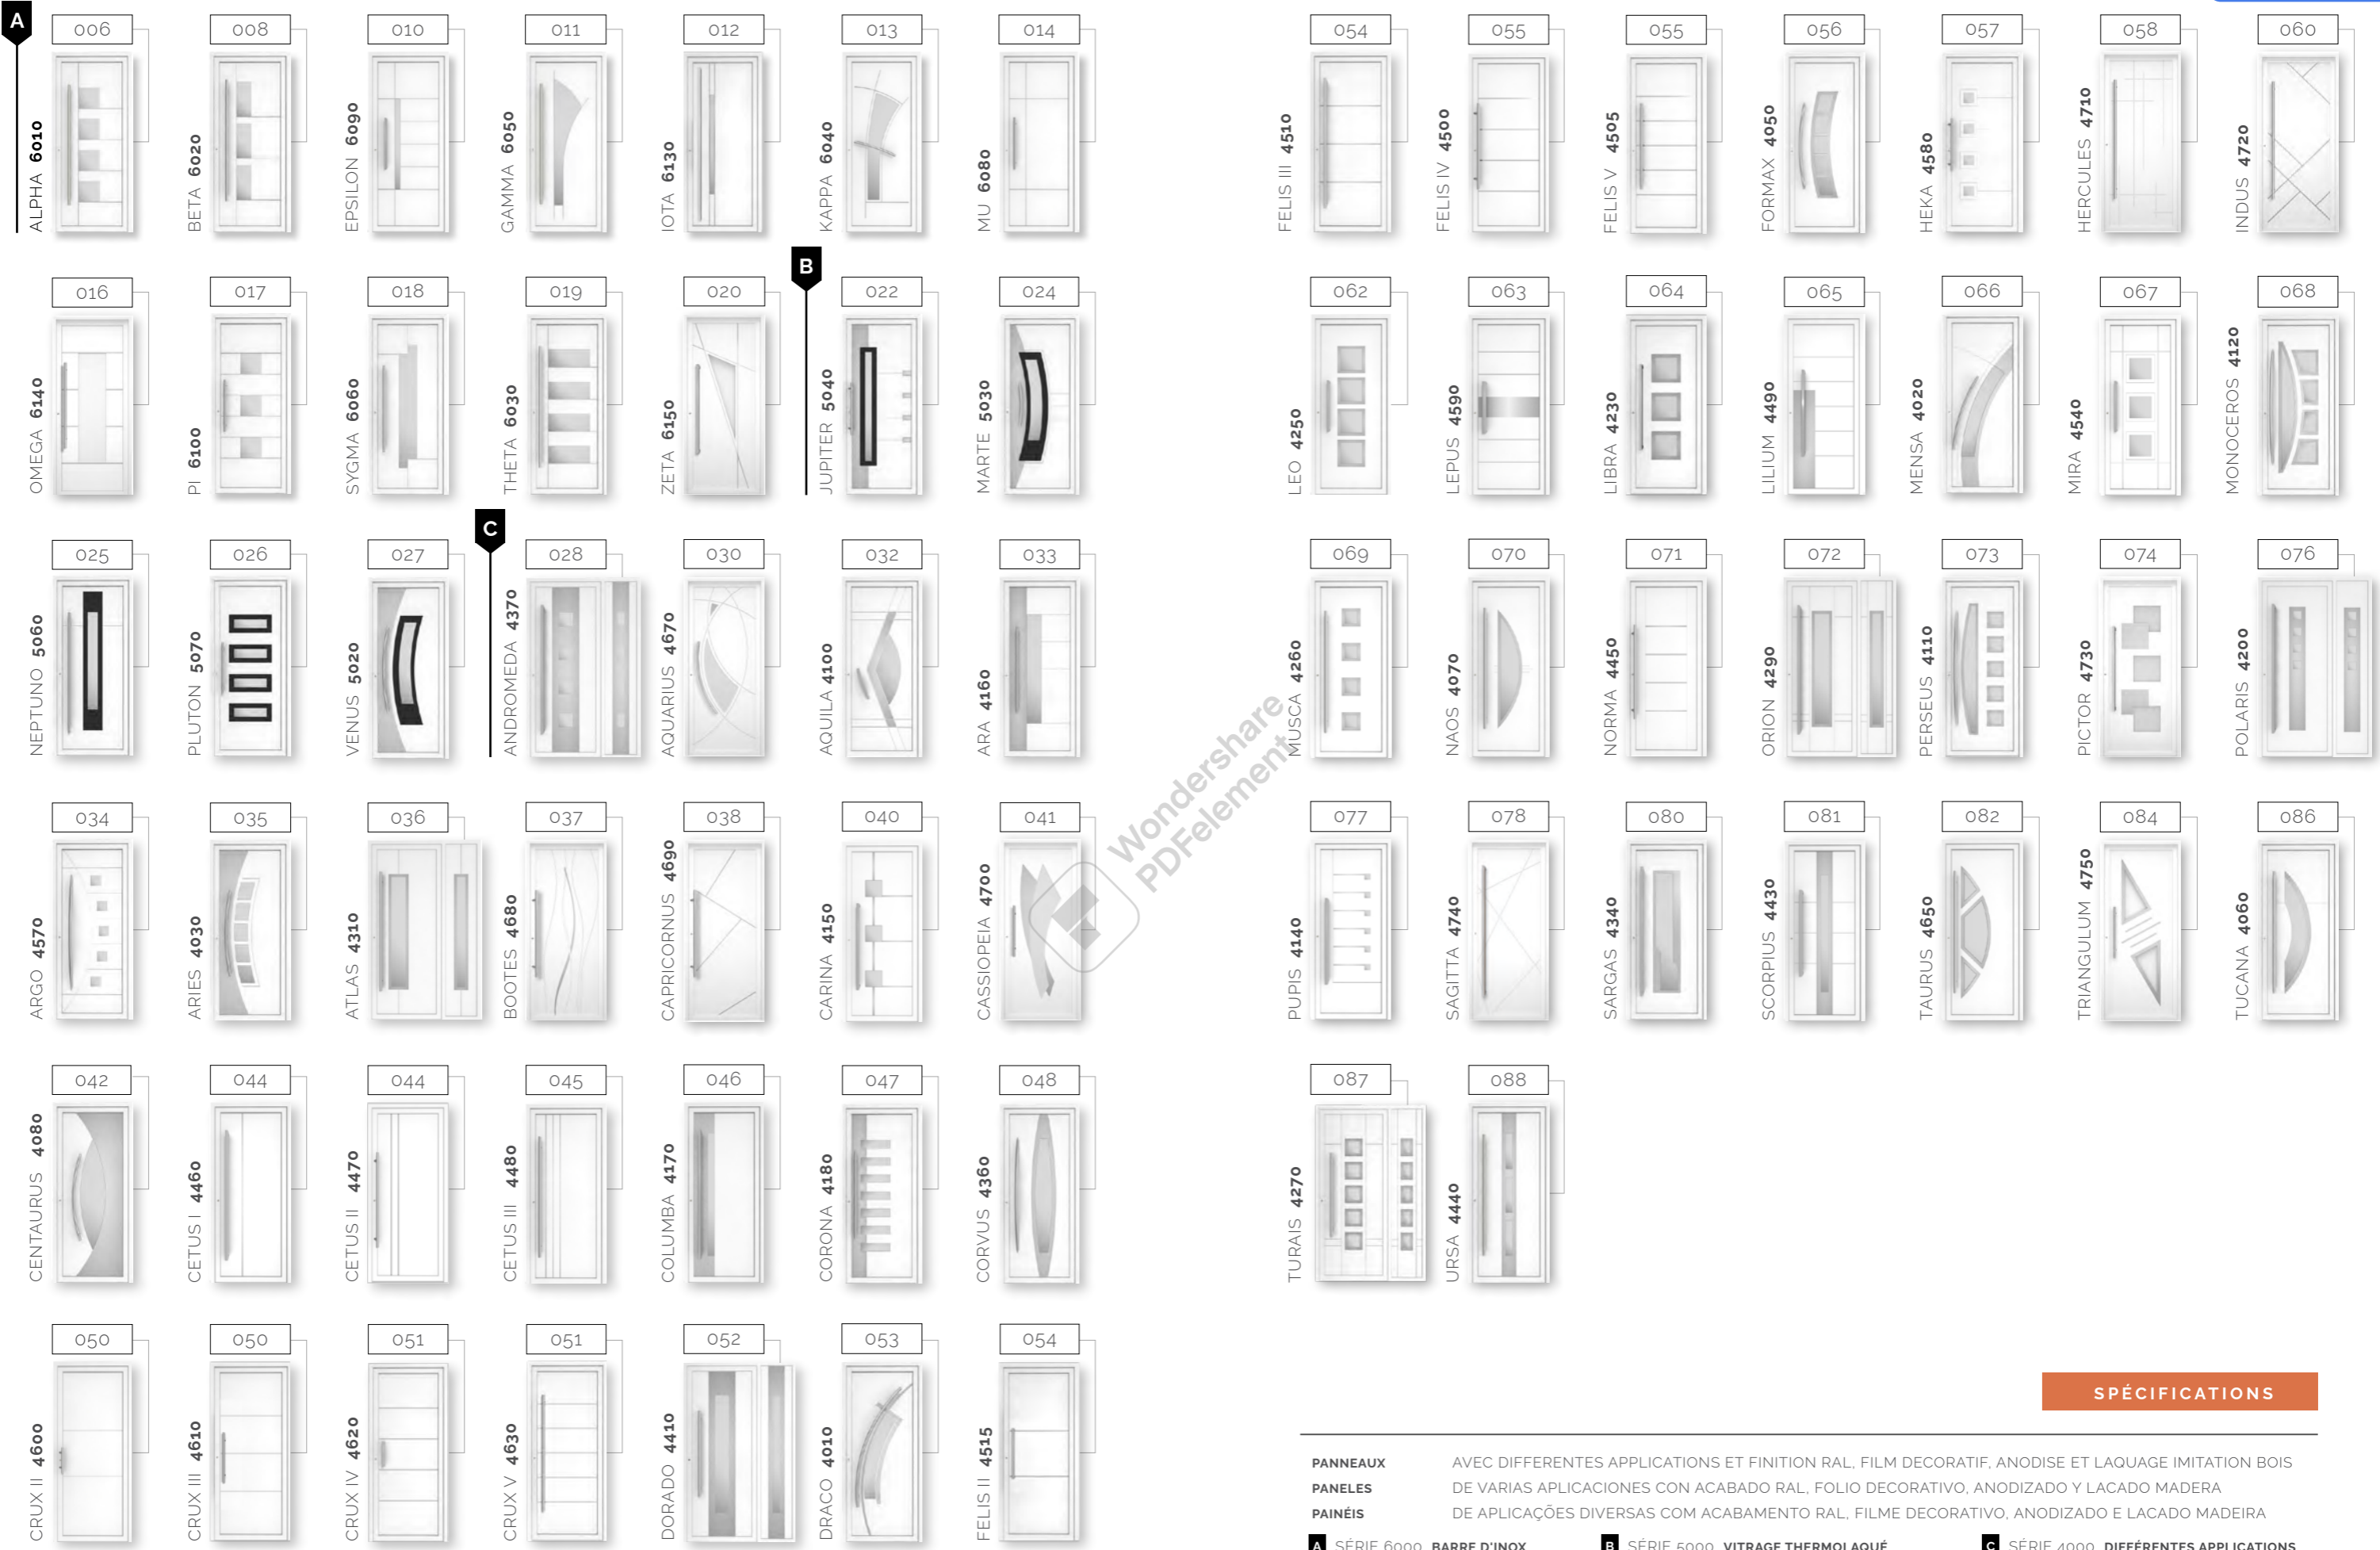 A
006
008
010
011
012
013
014
ALPHA 6010
BETA 6020
EPSILON 6090
GAMMA 6050
IOTA 6130
KAPPA 6040
MU 6080
B
016
017
018
019
020
022
024
OMEGA 6140
PI 6100
SYGMA 6060
THETA 6030
ZETA 6150
JUPITER 5040
MARTE 5030
C
025
026
027
028
030
032
033
NEPTUNO 5060
PLUTON 5070
VENUS 5020
ANDROMEDA 4370
AQUARIUS 4670
AQUILA 4100
ARA 4160
034
035
036
037
038
040
041
ARGO 4570
ARIES 4030
ATLAS 4310
BOOTES 4680
CAPRICORNUS 4690
CARINA 4150
CASSIOPEIA 4700
042
044
044
045
046
047
048
CENTAURUS 4080
CETUS I 4460
CETUS II 4470
CETUS III 4480
COLUMBA 4170
CORONA 4180
CORVUS 4360
050
050
051
051
052
053
054
CRUX II 4600
CRUX III 4610
CRUX IV 4620
CRUX V 4630
DORADO 4410
DRACO 4010
FELIS II 4515
054
055
055
056
057
058
060
FELIS III 4510
FELIS IV 4500
FELIS V 4505
FORMAX 4050
HEKA 4580
HERCULES 4710
INDUS 4720
062
063
064
065
066
067
068
LEO 4250
LEPUS 4590
LIBRA 4230
LILIUM 4490
MENSA 4020
MIRA 4540
MONOCEROS 4120
069
070
071
072
073
074
076
MUSCA 4260
NAOS 4070
NORMA 4450
ORION 4290
PERSEUS 4110
PICTOR 4730
POLARIS 4200
077
078
080
081
082
084
086
PUPIS 4140
SAGITTA 4740
SARGAS 4340
SCORPIUS 4430
TAURUS 4650
TRIANGULUM 4750
TUCANA 4060
087
088
TURAIS 4270
URSA 4440
Wondershare
PDFelement
SPÉCIFICATIONS
PANNEAUX AVEC DIFFERENTES APPLICATIONS ET FINITION RAL, FILM DECORATIF, ANODISE ET LAQUAGE IMITATION BOIS
PANELES DE VARIAS APLICACIONES CON ACABADO RAL, FOLIO DECORATIVO, ANODIZADO Y LACADO MADERA
PAINÉIS DE APLICAÇÕES DIVERSAS COM ACABAMENTO RAL, FILME DECORATIVO, ANODIZADO E LACADO MADEIRA
A SÉRIE 6000 BARRE D'INOX B SÉRIE 5000 VITRAGE THERMOLAQUÉ C SÉRIE 4000 DIFFÉRENTES APPLICATIONS